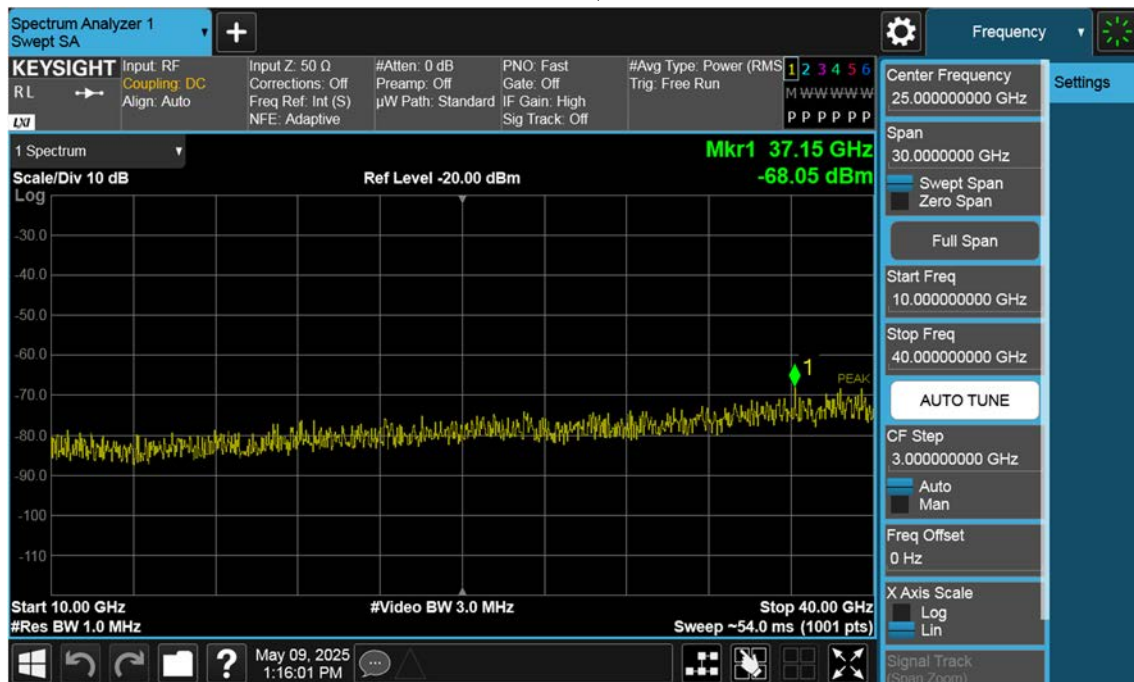 Spectrum Analyzer 1
Swept SA
+
Frequency
KEYSIGHT
RL
LXI
Input: RF
Coupling: DC
Align: Auto
Input Z: 50 Ω
Corrections: Off
Freq Ref: Int (S)
NFE: Adaptive
#Atten: 0 dB
Preamp: Off
µW Path: Standard
PNO: Fast
Gate: Off
IF Gain: High
Sig Track: Off
#Avg Type: Power (RMS
Trig: Free Run
1 2 3 4 5 6
M W W W W W
P P P P P P
1 Spectrum
Mkr1 37.15 GHz
-68.05 dBm
Scale/Div 10 dB
Ref Level -20.00 dBm
Log
-30.0
-40.0
-50.0
-60.0
-70.0
-80.0
-90.0
-100
-110
1
PEAK
Start 10.00 GHz
#Video BW 3.0 MHz
Stop 40.00 GHz
#Res BW 1.0 MHz
Sweep ~54.0 ms (1001 pts)
Center Frequency
25.000000000 GHz
Span
30.0000000 GHz
Swept Span
Zero Span
Full Span
Start Freq
10.000000000 GHz
Stop Freq
40.000000000 GHz
AUTO TUNE
CF Step
3.000000000 GHz
Auto
Man
Freq Offset
0 Hz
X Axis Scale
Log
Lin
Signal Track
(Span Zoom)
Settings
?
May 09, 2025
1:16:01 PM